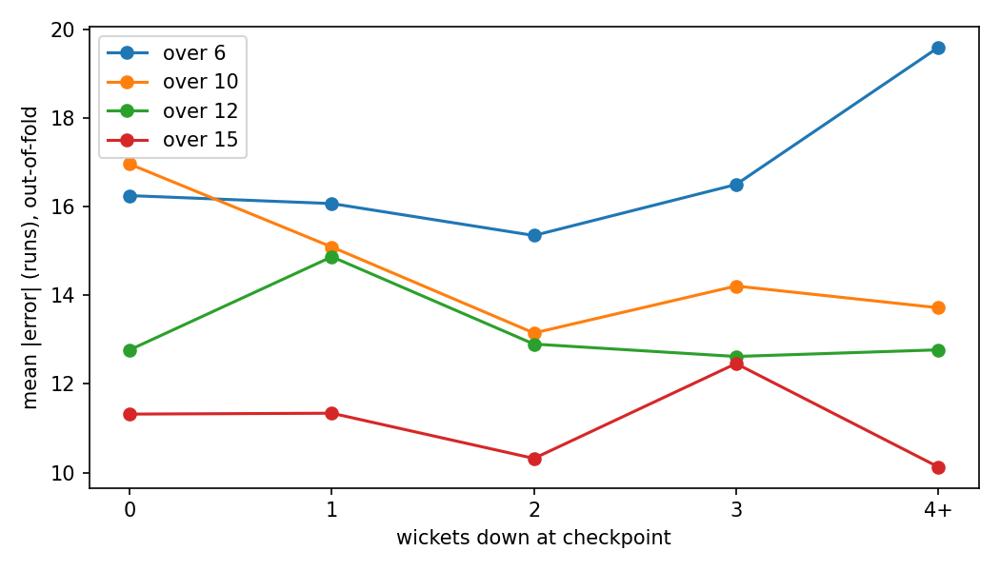 20
18
16
14
12
10
mean |error| (runs), out-of-fold
over 6
over 10
over 12
over 15
0 1 2 3 4+
wickets down at checkpoint